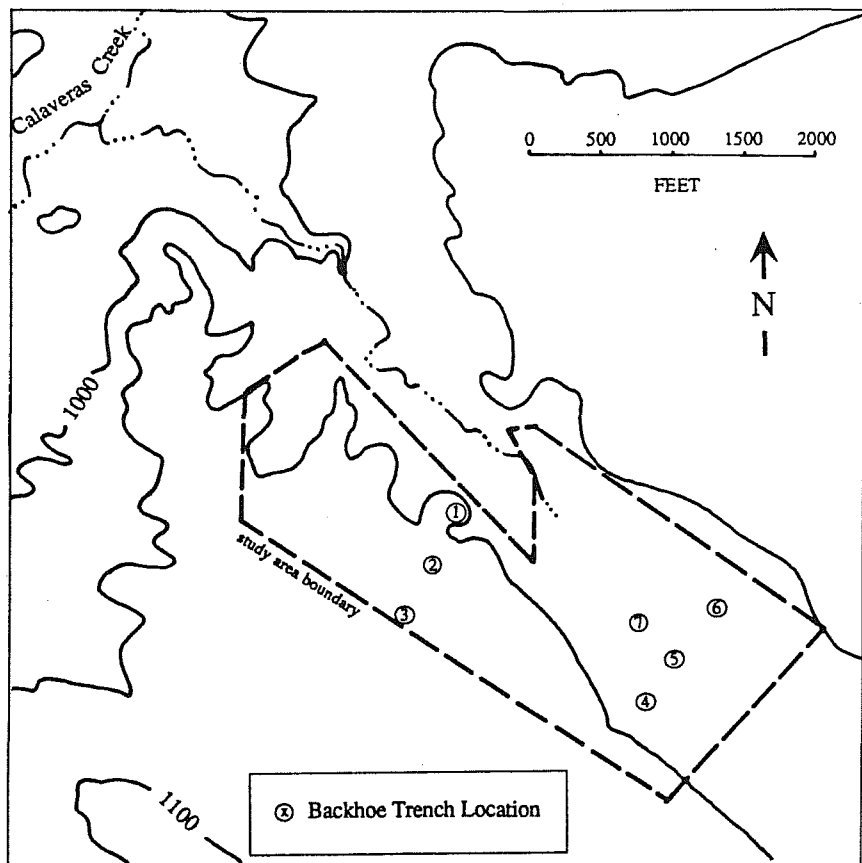 Calaveras Creek
0 500 1000 1500 2000
FEET
N
1000
1
study area boundary
2
3
7
6
5
4
1100
ⓧ Backhoe Trench Location